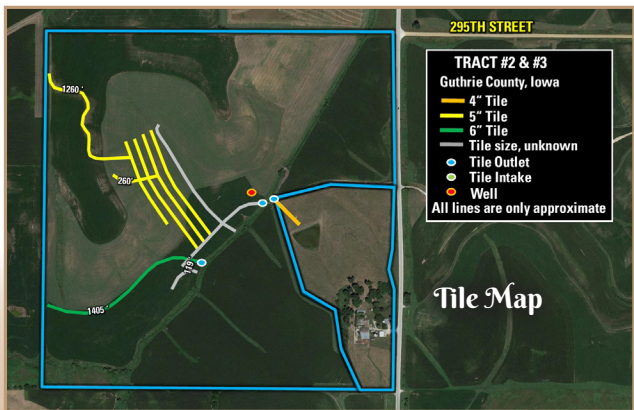 295TH STREET
TRACT #2 & #3
Guthrie County, Iowa
4" Tile
5" Tile
6" Tile
Tile size, unknown
Tile Outlet
Tile Intake
Well
All lines are only approximate
1260'
260'
119'
1405'
Tile Map